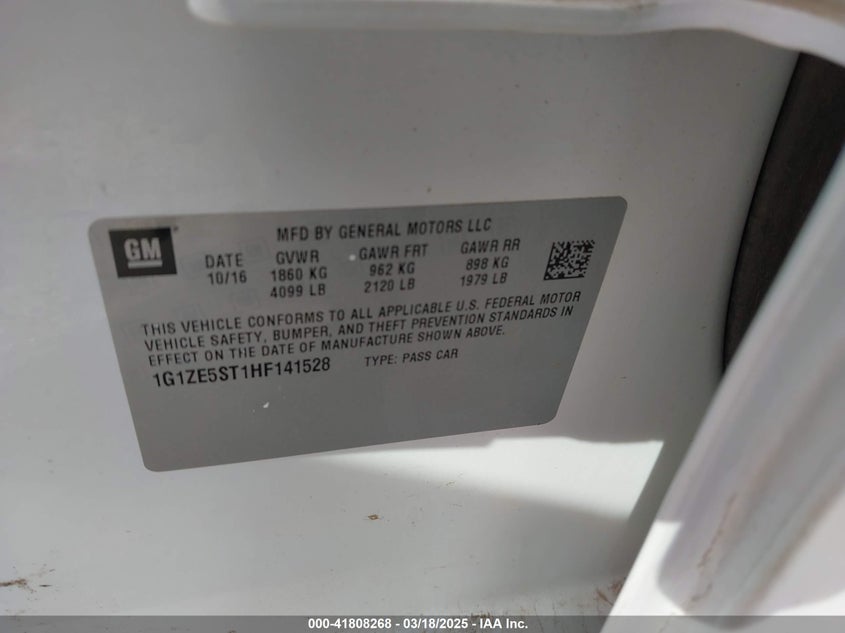 GM
MFD BY GENERAL MOTORS LLC
DATE GVWR GAWR FRT GAWR RR
10/16 1860 KG 962 KG 898 KG
4099 LB 2120 LB 1979 LB
THIS VEHICLE CONFORMS TO ALL APPLICABLE U.S. FEDERAL MOTOR
VEHICLE SAFETY, BUMPER, AND THEFT PREVENTION STANDARDS IN
EFFECT ON THE DATE OF MANUFACTURE SHOWN ABOVE.
1G1ZE5ST1HF141528 TYPE: PASS CAR
000-41808268 - 03/18/2025 - IAA Inc.